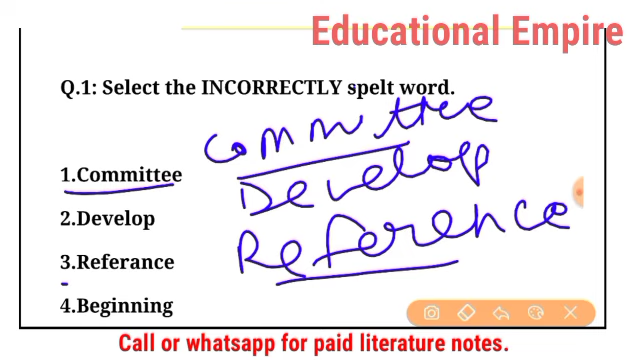 Educational Empire
Q.1: Select the INCORRECTLY spelt word.
Committee
1.Committee
Develop
2.Develop
Reference
3.Referance
4.Beginning
Call or whatsapp for paid literature notes.